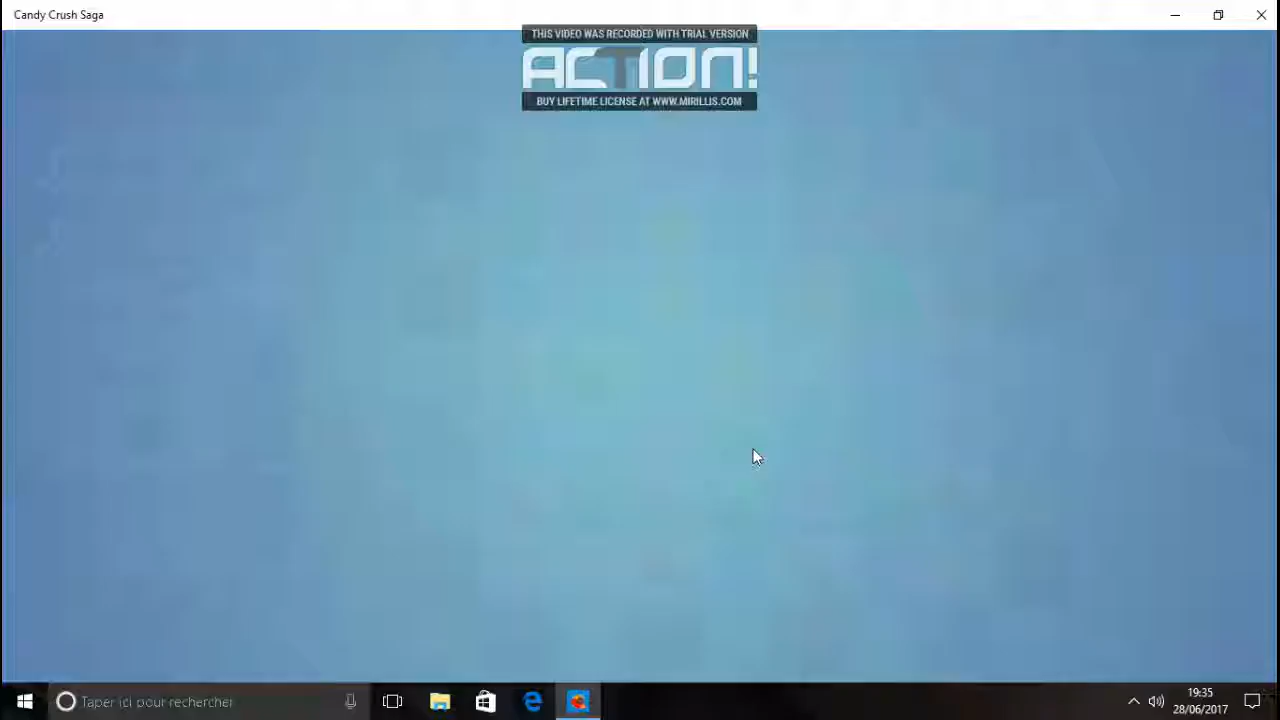 Candy Crush Saga
THIS VIDEO WAS RECORDED WITH TRIAL VERSION
ACTION!
BUY LIFETIME LICENSE AT WWW.MIRILLIS.COM
Taper ici pour rechercher
19:35
28/06/2017